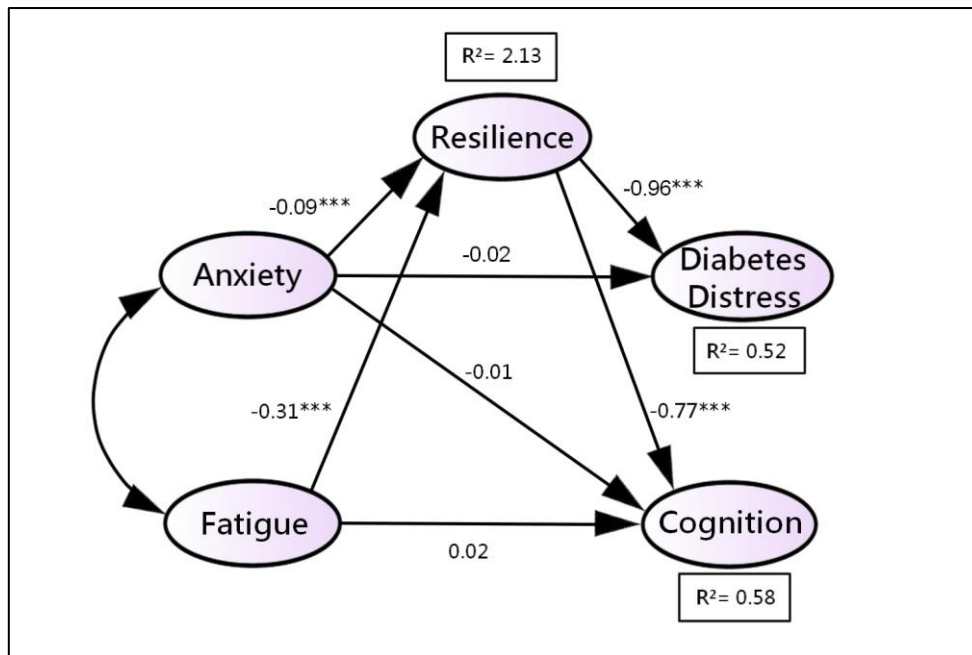 R²= 2.13
Resilience
-0.09***
-0.96***
Anxiety
-0.02
Diabetes
Distress
R²= 0.52
-0.01
-0.31***
-0.77***
Fatigue
0.02
Cognition
R²= 0.58